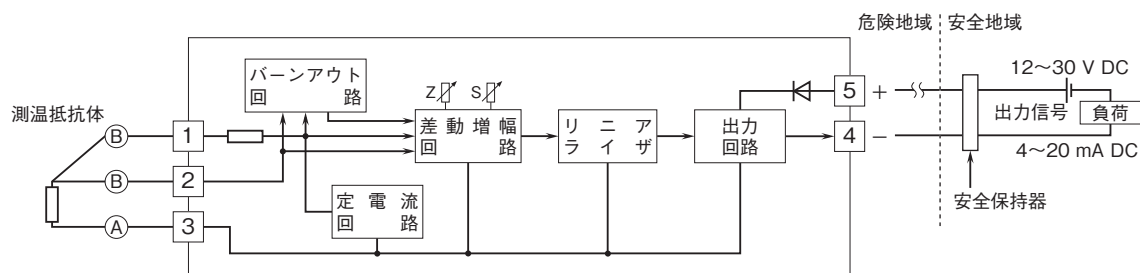 危険地域
安全地域
バーンアウト
回路
12〜30 V DC
Z
S
5
+
測温抵抗体
出力信号
負荷
B
1
差動増幅
回路
リニア
ライザ
出力
回路
4
−
4〜20 mA DC
B
2
定電流
回路
安全保持器
A
3